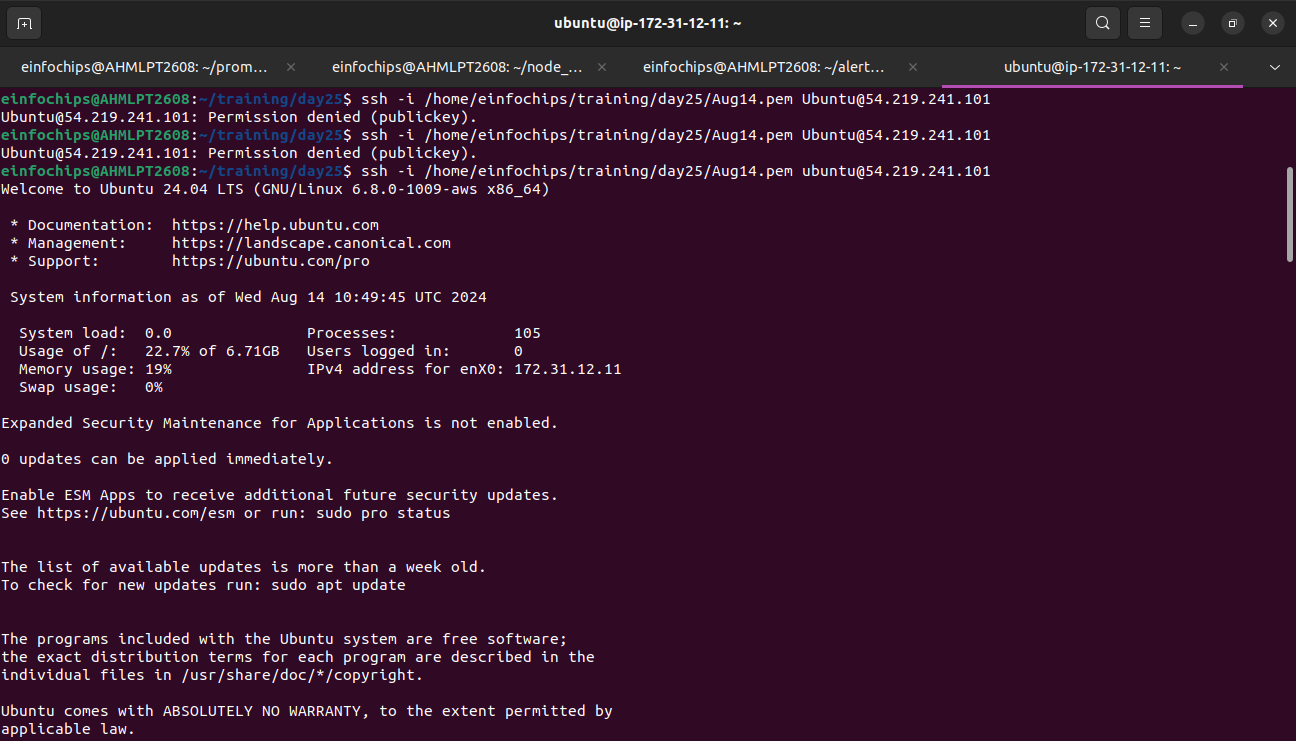 ubuntu@ip-172-31-12-11: ~
einfochips@AHMLPT2608: ~/prom...
einfochips@AHMLPT2608: ~/node_...
einfochips@AHMLPT2608: ~/alert...
ubuntu@ip-172-31-12-11: ~
einfochips@AHMLPT2608:~/training/day25$ ssh -i /home/einfochips/training/day25/Aug14.pem Ubuntu@54.219.241.101
Ubuntu@54.219.241.101: Permission denied (publickey).
einfochips@AHMLPT2608:~/training/day25$ ssh -i /home/einfochips/training/day25/Aug14.pem Ubuntu@54.219.241.101
Ubuntu@54.219.241.101: Permission denied (publickey).
einfochips@AHMLPT2608:~/training/day25$ ssh -i /home/einfochips/training/day25/Aug14.pem ubuntu@54.219.241.101
Welcome to Ubuntu 24.04 LTS (GNU/Linux 6.8.0-1009-aws x86_64)
* Documentation:  https://help.ubuntu.com
* Management:     https://landscape.canonical.com
* Support:        https://ubuntu.com/pro
System information as of Wed Aug 14 10:49:45 UTC 2024
System load:  0.0               Processes:             105
Usage of /:   22.7% of 6.71GB   Users logged in:       0
Memory usage: 19%               IPv4 address for enX0: 172.31.12.11
Swap usage:   0%
Expanded Security Maintenance for Applications is not enabled.
0 updates can be applied immediately.
Enable ESM Apps to receive additional future security updates.
See https://ubuntu.com/esm or run: sudo pro status
The list of available updates is more than a week old.
To check for new updates run: sudo apt update
The programs included with the Ubuntu system are free software;
the exact distribution terms for each program are described in the
individual files in /usr/share/doc/*/copyright.
Ubuntu comes with ABSOLUTELY NO WARRANTY, to the extent permitted by
applicable law.